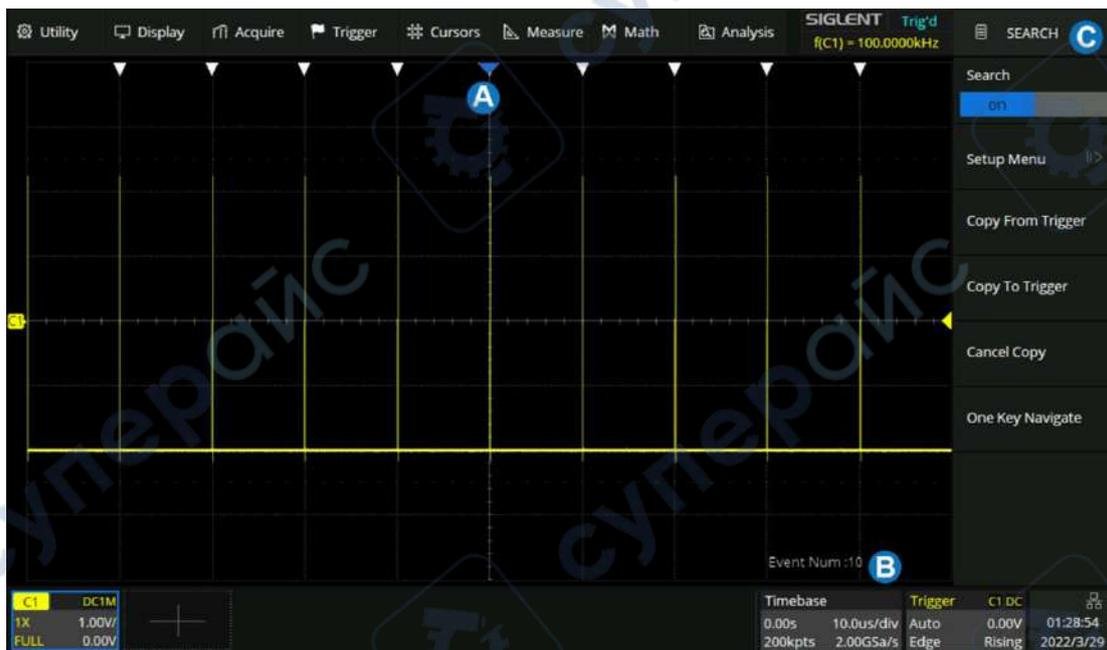 Utility Display Acquire Trigger Cursors Measure Math Analysis
SIGLENT Trig'd
f(C1) = 100.0000kHz
SEARCH C
A
Search
on
Setup Menu
Copy From Trigger
Copy To Trigger
Cancel Copy
One Key Navigate
C1
Event Num :10 B
C1 DC1M
1X 1.00V/
FULL 0.00V
Timebase
0.00s 10.0us/div
200kpts 2.00GSa/s
Trigger C1 DC
Auto 0.00V
Edge Rising
01:28:54
2022/3/29
суперайс
суперайс